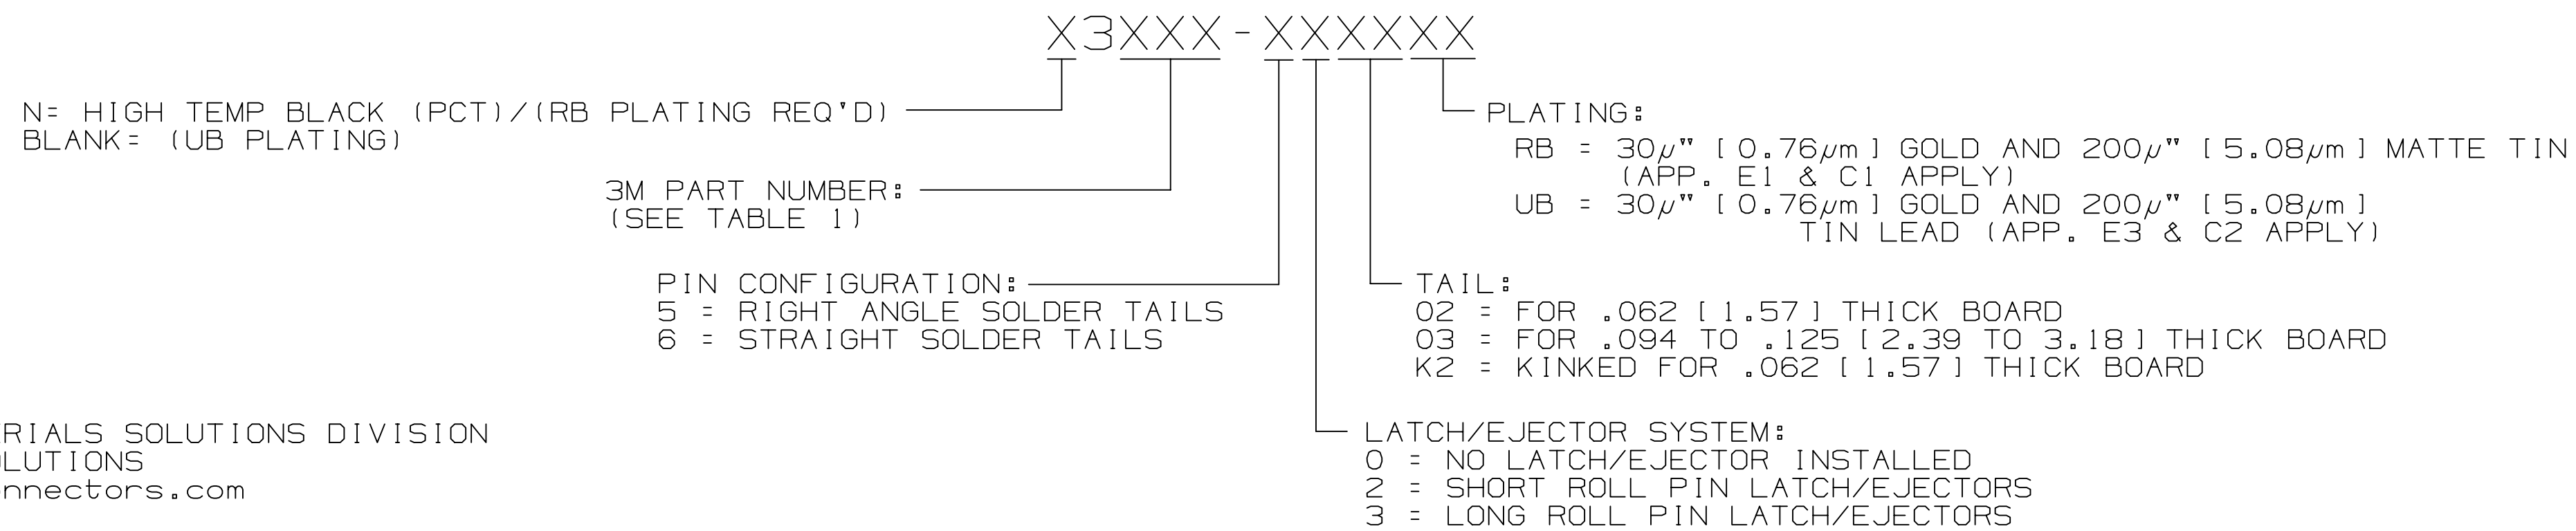 X3XXX-XXXXXX
N= HIGH TEMP BLACK (PCT)/(RB PLATING REQ'D)
BLANK= (UB PLATING)
3M PART NUMBER:
(SEE TABLE 1)
PIN CONFIGURATION:
5 = RIGHT ANGLE SOLDER TAILS
6 = STRAIGHT SOLDER TAILS
PLATING:
RB = 30µ" [0.76µm] GOLD AND 200µ" [5.08µm] MATTE TIN
(APP. E1 & C1 APPLY)
UB = 30µ" [0.76µm] GOLD AND 200µ" [5.08µm]
TIN LEAD (APP. E3 & C2 APPLY)
TAIL:
02 = FOR .062 [1.57] THICK BOARD
03 = FOR .094 TO .125 [2.39 TO 3.18] THICK BOARD
K2 = KINKED FOR .062 [1.57] THICK BOARD
LATCH/EJECTOR SYSTEM:
0 = NO LATCH/EJECTOR INSTALLED
2 = SHORT ROLL PIN LATCH/EJECTORS
3 = LONG ROLL PIN LATCH/EJECTORS
RIALS SOLUTIONS DIVISION
LUTIONS
nnectors.com